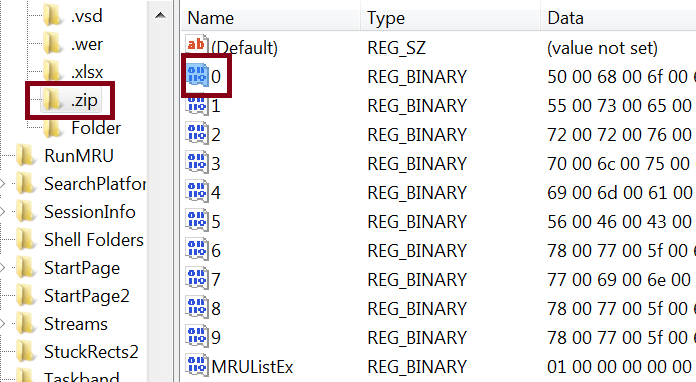 .vsd
.wer
.xlsx
.zip
Folder
RunMRU
SearchPlatfor
SessionInfo
Shell Folders
StartPage
StartPage2
Streams
StuckRects2
Taskband
Name Type Data
(Default) REG_SZ (value not set)
0 REG_BINARY 50 00 68 00 6f 00 6
1 REG_BINARY 55 00 73 00 65 00
2 REG_BINARY 72 00 72 00 76 00
3 REG_BINARY 70 00 6c 00 75 00
4 REG_BINARY 69 00 6d 00 61 00
5 REG_BINARY 56 00 46 00 43 00
6 REG_BINARY 78 00 77 00 5f 00 6
7 REG_BINARY 77 00 69 00 6e 00
8 REG_BINARY 78 00 77 00 5f 00 6
9 REG_BINARY 78 00 77 00 5f 00 6
MRUListEx REG_BINARY 01 00 00 00 00 00